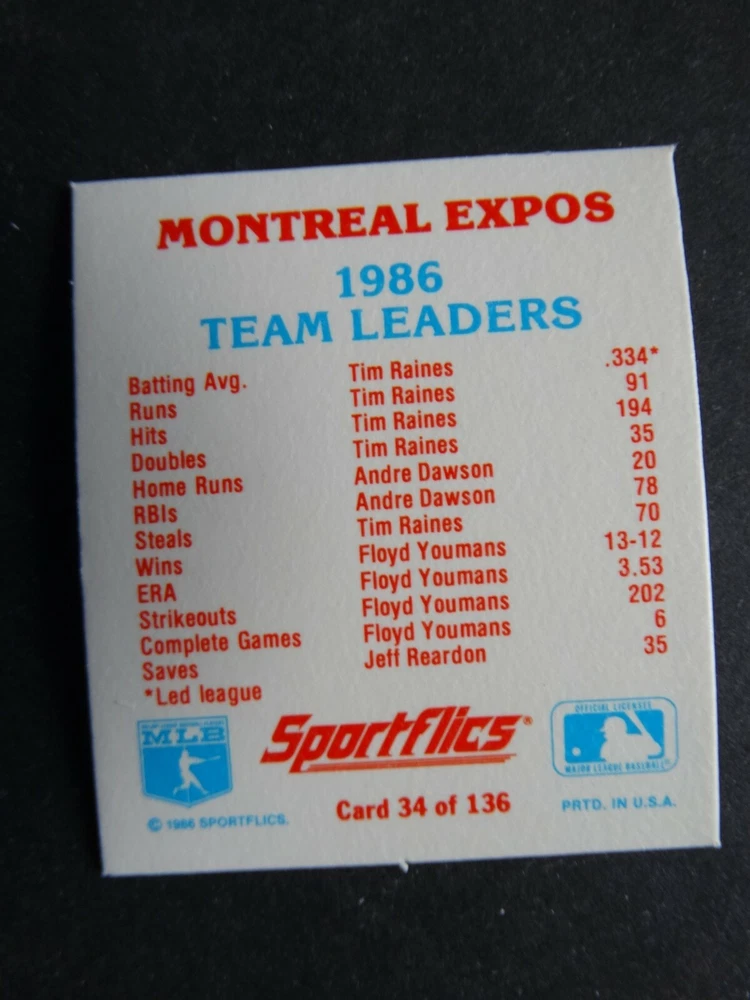 MONTREAL EXPOS
1986
TEAM LEADERS
Batting Avg. Tim Raines .334*
Runs Tim Raines 91
Hits Tim Raines 194
Doubles Tim Raines 35
Home Runs Andre Dawson 20
RBIs Andre Dawson 78
Steals Tim Raines 70
Wins Floyd Youmans 13-12
ERA Floyd Youmans 3.53
Strikeouts Floyd Youmans 202
Complete Games Floyd Youmans 6
Saves Jeff Reardon 35
*Led league
MLB
Sportflics®
OFFICIAL LICENSEE
MAJOR LEAGUE BASEBALL
© 1986 SPORTFLICS.
Card 34 of 136
PRTD. IN U.S.A.